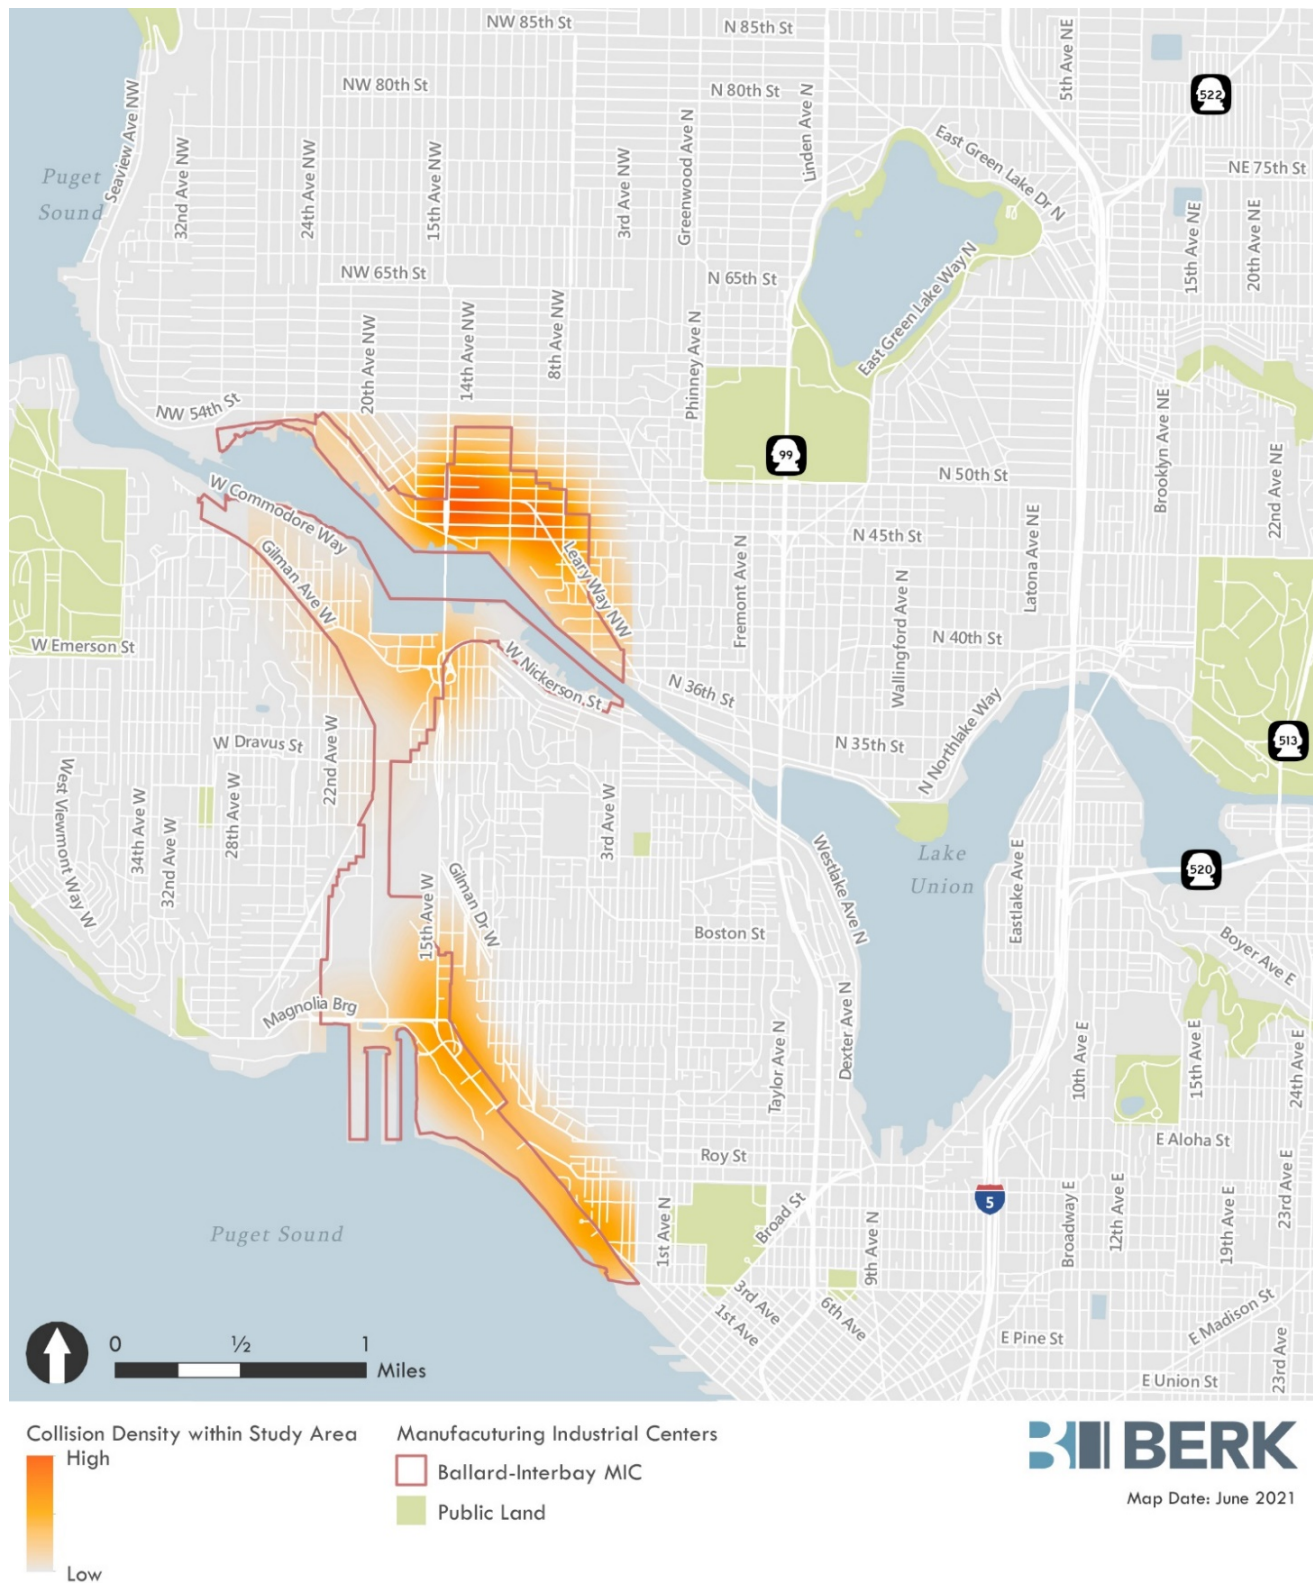 NW 85th St
N 85th St
5th Ave NE
522
NW 80th St
N 80th St
Linden Ave N
Seaview Ave NW
Puget
Sound
32nd Ave NW
24th Ave NW
15th Ave NW
3rd Ave NW
Greenwood Ave N
East Green Lake Dr N
NE 75th St
15th Ave NE
20th Ave NE
NW 65th St
N 65th St
East Green Lake Way N
20th Ave NW
14th Ave NW
8th Ave NW
Phinney Ave N
NW 54th St
99
N 50th St
Brooklyn Ave NE
22nd Ave NE
W Commodore Way
Gilman Ave W
Leary Way NW
N 45th St
Fremont Ave N
Wallingford Ave N
Latona Ave NE
W Emerson St
N 40th St
W Nickerson St
N 36th St
N 35th St
N Northlake Way
513
W Dravus St
22nd Ave W
West Viewmont Way W
34th Ave W
32nd Ave W
28th Ave W
3rd Ave W
Westlake Ave N
Lake
Union
Eastlake Ave E
520
15th Ave W
Gilman Dr W
Boston St
Boyer Ave E
Magnolia Brg
Taylor Ave N
Dexter Ave N
10th Ave E
15th Ave E
24th Ave E
Roy St
E Aloha St
Puget Sound
1st Ave N
Broad St
9th Ave N
5
Broadway E
12th Ave E
19th Ave E
23rd Ave E
3rd Ave
1st Ave
6th Ave
E Pine St
E Madison St
E Union St
23rd Ave
0
½
1
Miles
Collision Density within Study Area
High
Low
Manufacuturing Industrial Centers
Ballard-Interbay MIC
Public Land
BERK
Map Date: June 2021